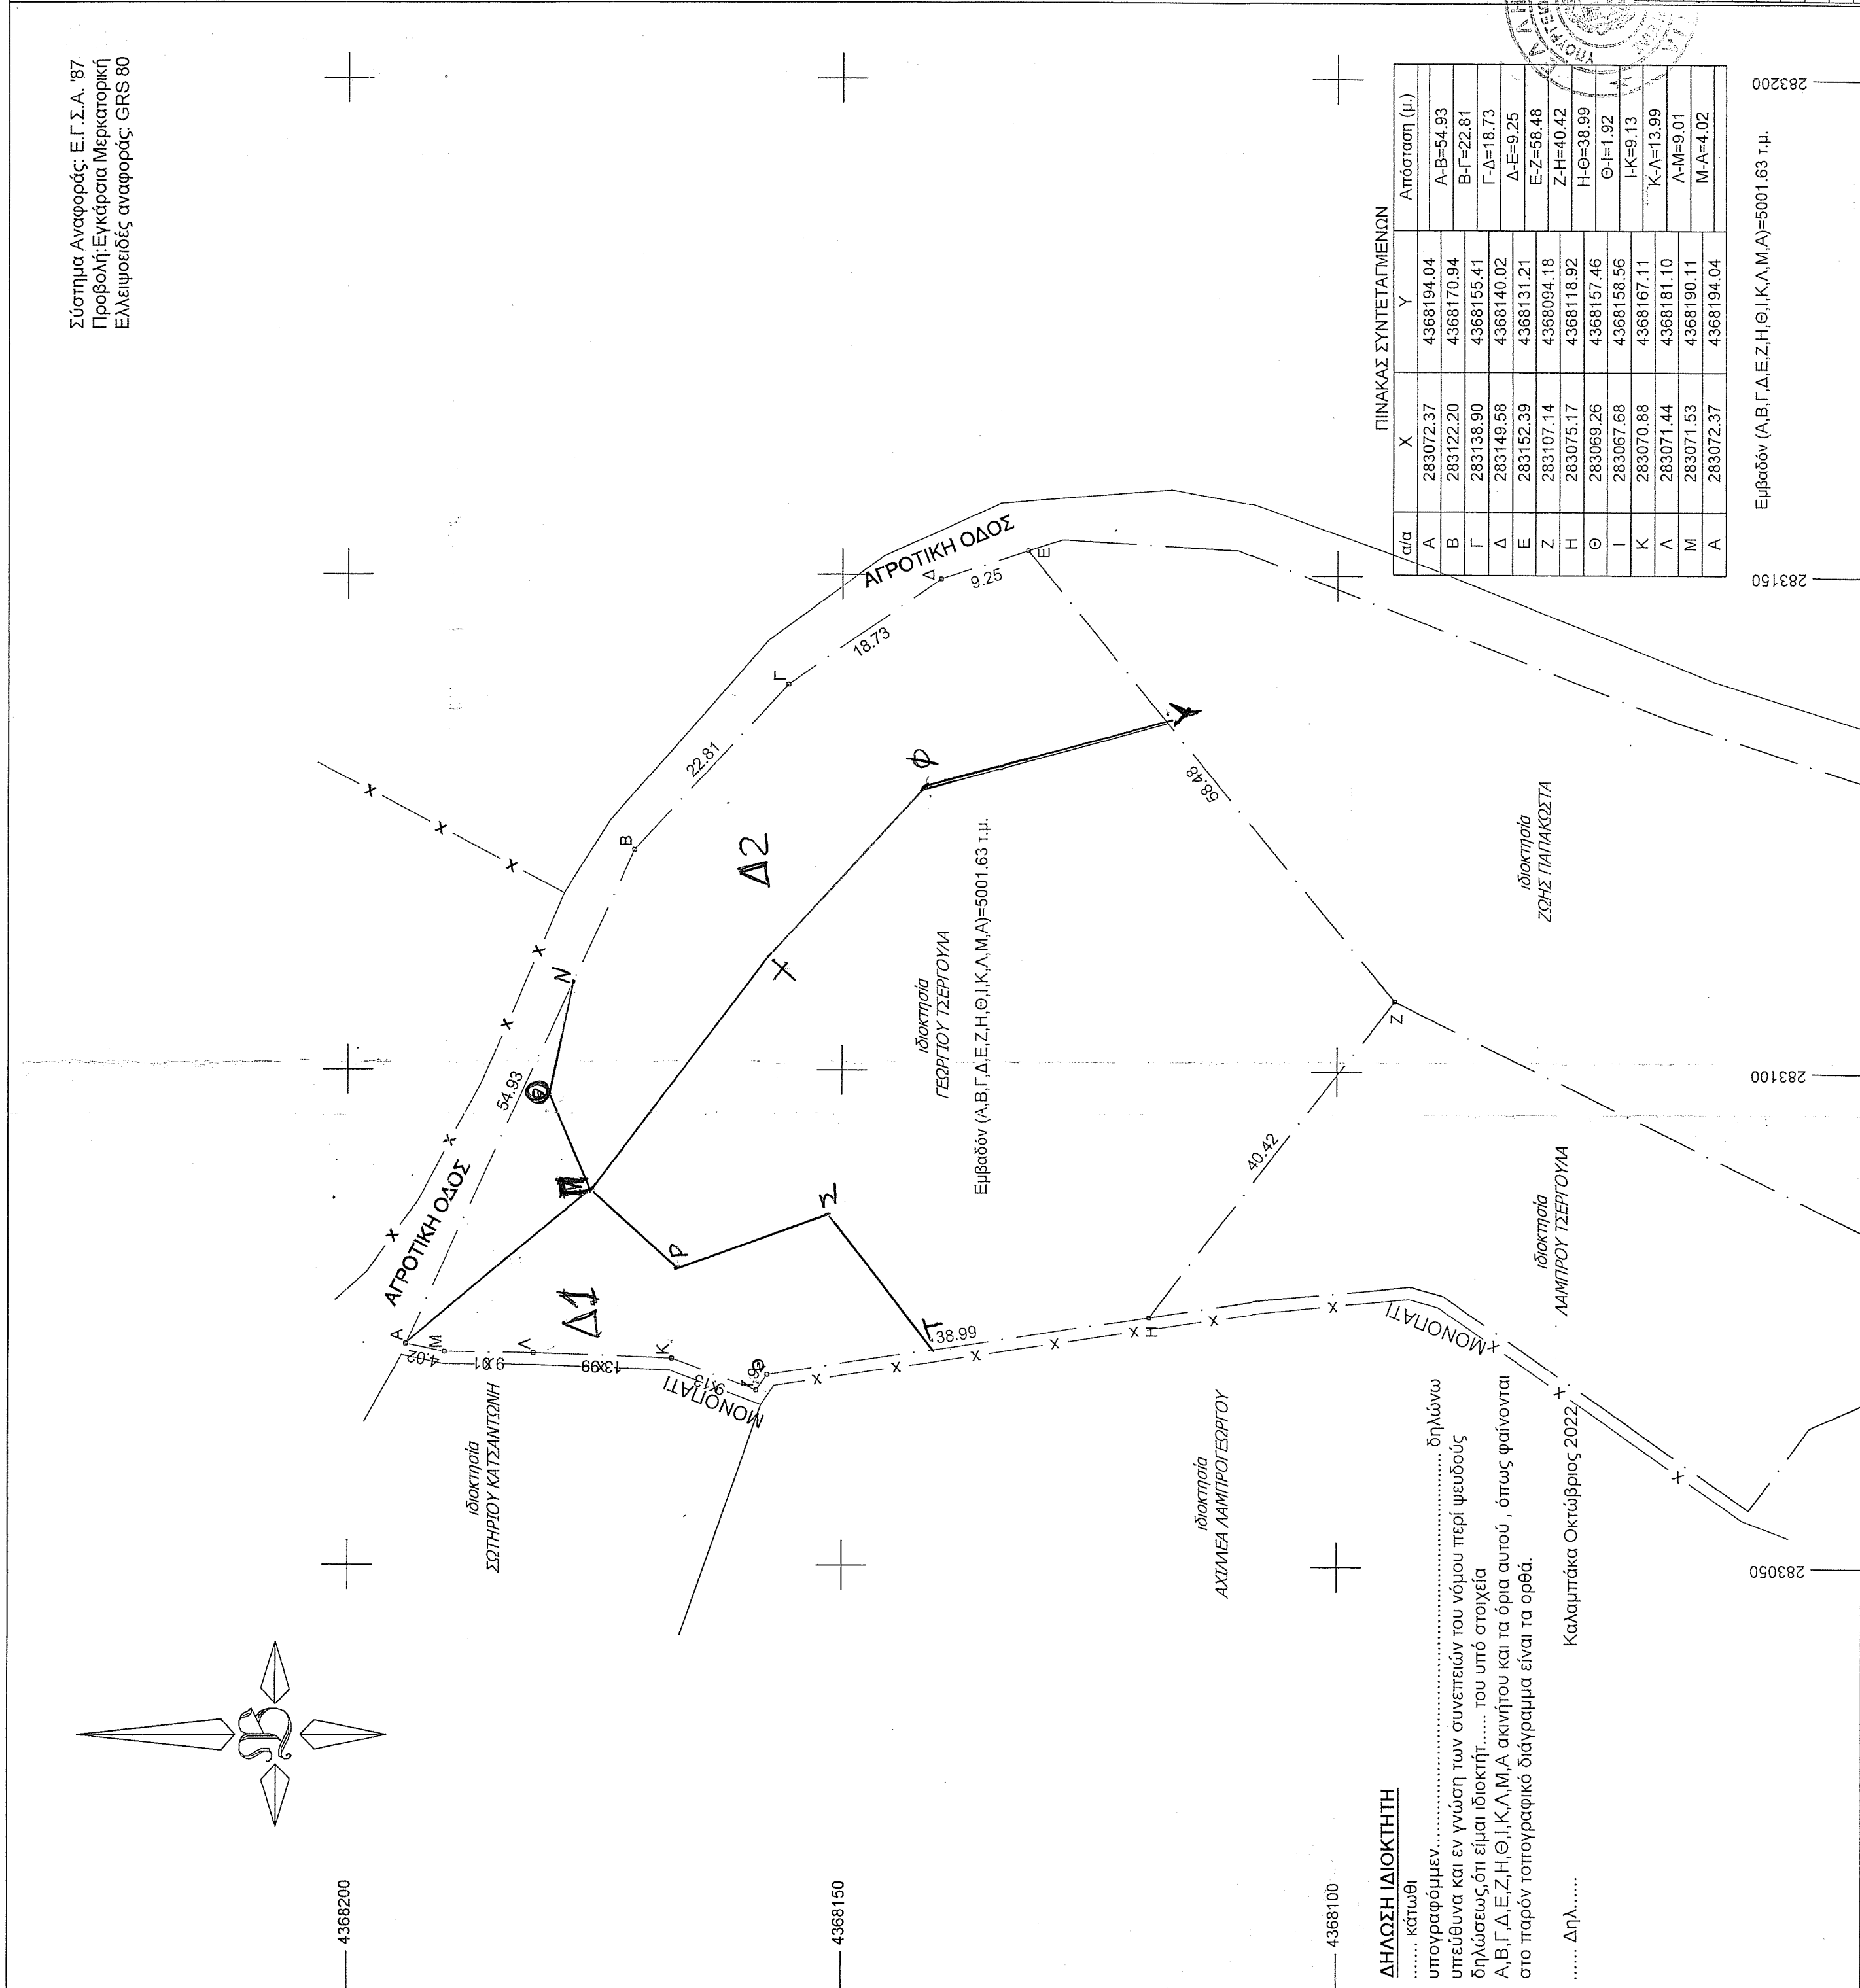 Σύστημα Αναφοράς: Ε.Γ.Σ.Α. '87
Προβολή:Εγκάρσια Μερκατορική
Ελλειψοειδές αναφοράς: GRS 80
4368200
4368150
4368100
283050
283100
283150
283200
ΑΓΡΟΤΙΚΗ ΟΔΟΣ
ΑΓΡΟΤΙΚΗ ΟΔΟΣ
ΜΟΝΟΠΑΤΙ
ΜΟΝΟΠΑΤΙ
Α
Μ
Λ
Κ
Θ
Η
Ζ
Ε
Δ
Γ
Β
4.02
9.01
13.99
9.13
1.92
38.99
40.42
58.48
9.25
18.73
22.81
54.93
Ν
Π
Ρ
Σ
Τ
Χ
Φ
Υ
Δ1
Δ2
ιδιοκτησία
ΣΩΤΗΡΙΟΥ ΚΑΤΣΑΝΤΩΝΗ
ιδιοκτησία
ΑΧΙΛΛΕΑ ΛΑΜΠΡΟΓΕΩΡΓΟΥ
ιδιοκτησία
ΓΕΩΡΓΙΟΥ ΤΣΕΡΓΟΥΛΑ
Εμβαδόν (Α,Β,Γ,Δ,Ε,Ζ,Η,Θ,Ι,Κ,Λ,Μ,Α)=5001.63 τ.μ.
ιδιοκτησία
ΛΑΜΠΡΟΥ ΤΣΕΡΓΟΥΛΑ
ιδιοκτησία
ΖΩΗΣ ΠΑΠΑΚΩΣΤΑ
ΠΙΝΑΚΑΣ ΣΥΝΤΕΤΑΓΜΕΝΩΝ
α/α Χ Υ Απόσταση (μ.)
Α 283072.37 4368194.04
Α-Β=54.93
Β 283122.20 4368170.94
Β-Γ=22.81
Γ 283138.90 4368155.41
Γ-Δ=18.73
Δ 283149.58 4368140.02
Δ-Ε=9.25
Ε 283152.39 4368131.21
Ε-Ζ=58.48
Ζ 283107.14 4368094.18
Ζ-Η=40.42
Η 283075.17 4368118.92
Η-Θ=38.99
Θ 283069.26 4368157.46
Θ-Ι=1.92
Ι 283067.68 4368158.56
Ι-Κ=9.13
Κ 283070.88 4368167.11
Κ-Λ=13.99
Λ 283071.44 4368181.10
Λ-Μ=9.01
Μ 283071.53 4368190.11
Μ-Α=4.02
Α 283072.37 4368194.04
Εμβαδόν (Α,Β,Γ,Δ,Ε,Ζ,Η,Θ,Ι,Κ,Λ,Μ,Α)=5001.63 τ.μ.
ΔΗΛΩΣΗ ΙΔΙΟΚΤΗΤΗ
....... κάτωθι
υπογραφόμμεν.................................................................. δηλώνω
υπεύθυνα και εν γνώση των συνεπειών του νόμου περί ψευδούς
δηλώσεως,ότι είμαι ιδιοκτήτ...... του υπό στοιχεία
Α,Β,Γ,Δ,Ε,Ζ,Η,Θ,Ι,Κ,Λ,Μ,Α ακινήτου και τα όρια αυτού , όπως φαίνονται
στο παρόν τοπογραφικό διάγραμμα είναι τα ορθά.
Καλαμπάκα Οκτώβριος 2022
...... Δηλ.......